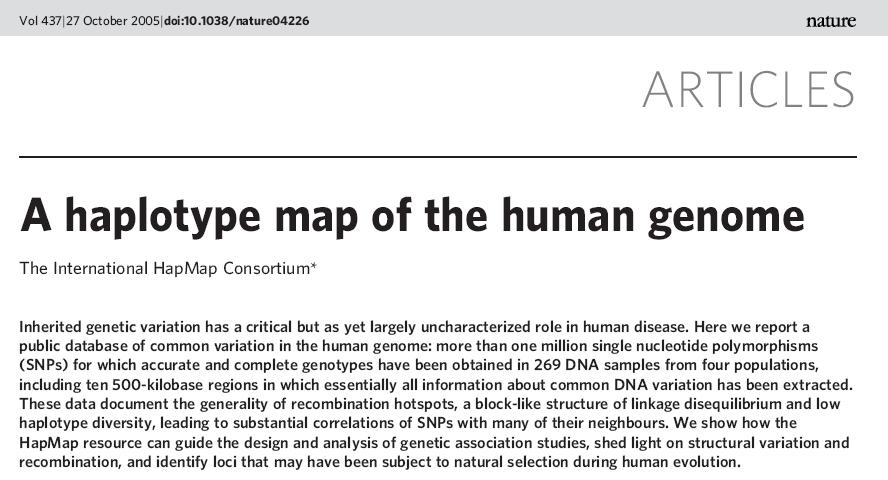 Vol 437|27 October 2005|doi:10.1038/nature04226
nature
ARTICLES
A haplotype map of the human genome
The International HapMap Consortium*
Inherited genetic variation has a critical but as yet largely uncharacterized role in human disease. Here we report a
public database of common variation in the human genome: more than one million single nucleotide polymorphisms
(SNPs) for which accurate and complete genotypes have been obtained in 269 DNA samples from four populations,
including ten 500-kilobase regions in which essentially all information about common DNA variation has been extracted.
These data document the generality of recombination hotspots, a block-like structure of linkage disequilibrium and low
haplotype diversity, leading to substantial correlations of SNPs with many of their neighbours. We show how the
HapMap resource can guide the design and analysis of genetic association studies, shed light on structural variation and
recombination, and identify loci that may have been subject to natural selection during human evolution.